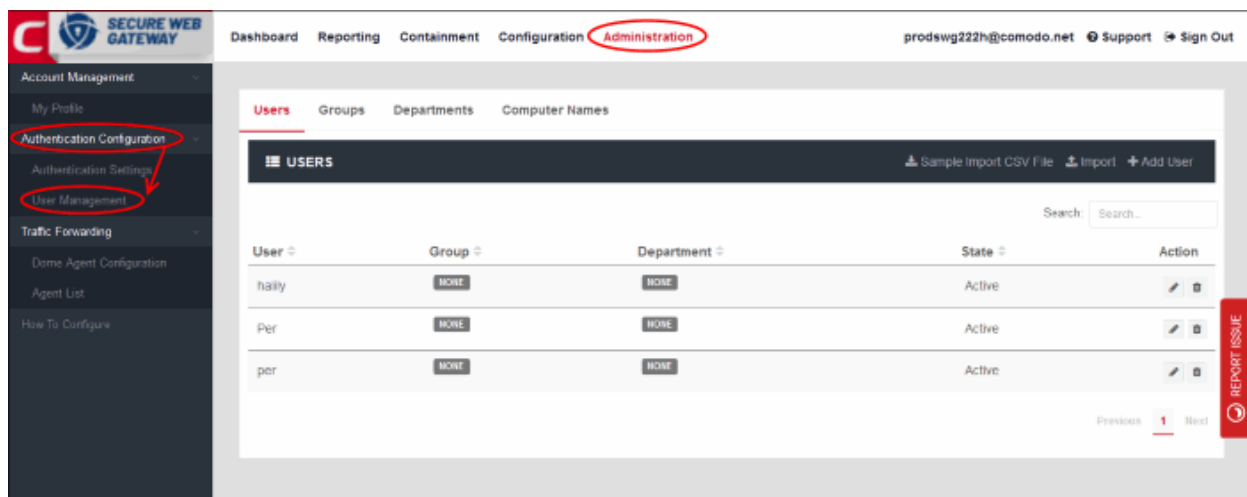 C SECURE WEB
GATEWAY
Dashboard Reporting Containment Configuration Administration prodswg222h@comodo.net Support Sign Out
Account Management
My Profile
Authentication Configuration
Authentication Settings
User Management
Traffic Forwarding
Dome Agent Configuration
Agent List
How To Configure
Users Groups Departments Computer Names
USERS Sample Import CSV File Import + Add User
Search: Search...
User Group Department State Action
hally NONE NONE Active
Per NONE NONE Active
per NONE NONE Active
Previous 1 Next
REPORT ISSUE